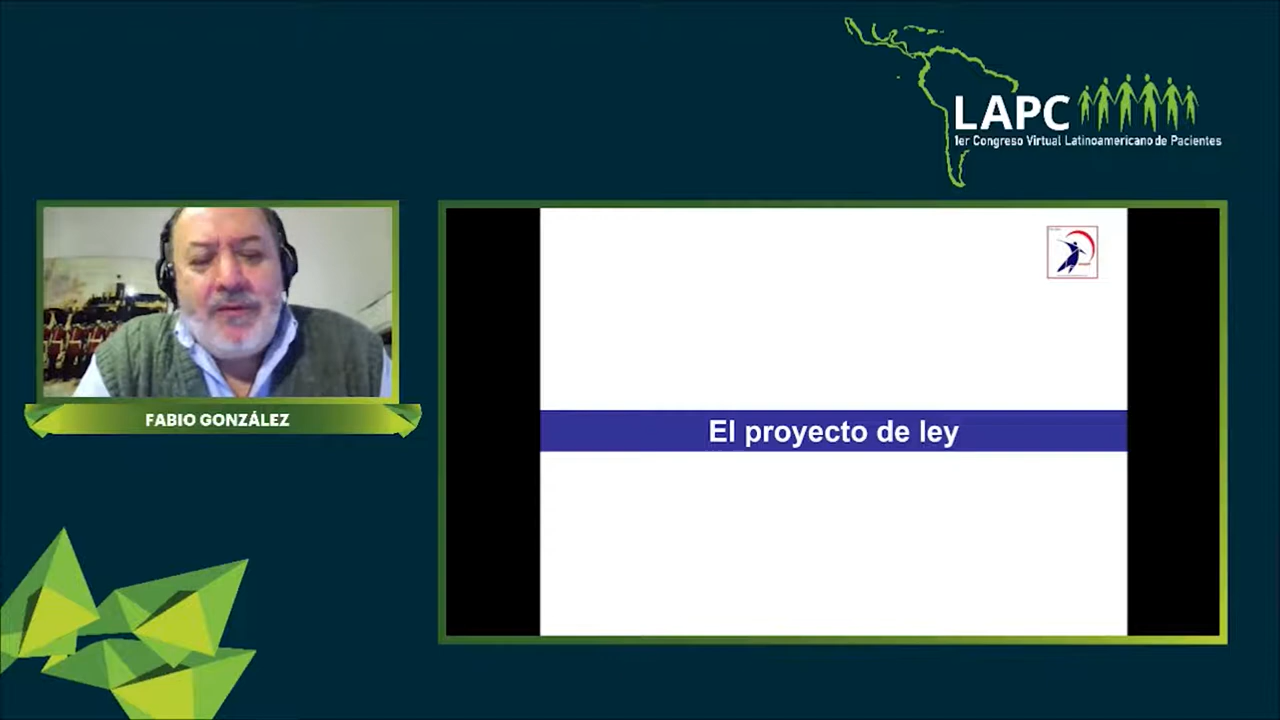 LAPC
1er Congreso Virtual Latinoamericano de Pacientes
FABIO GONZÁLEZ
El proyecto de ley